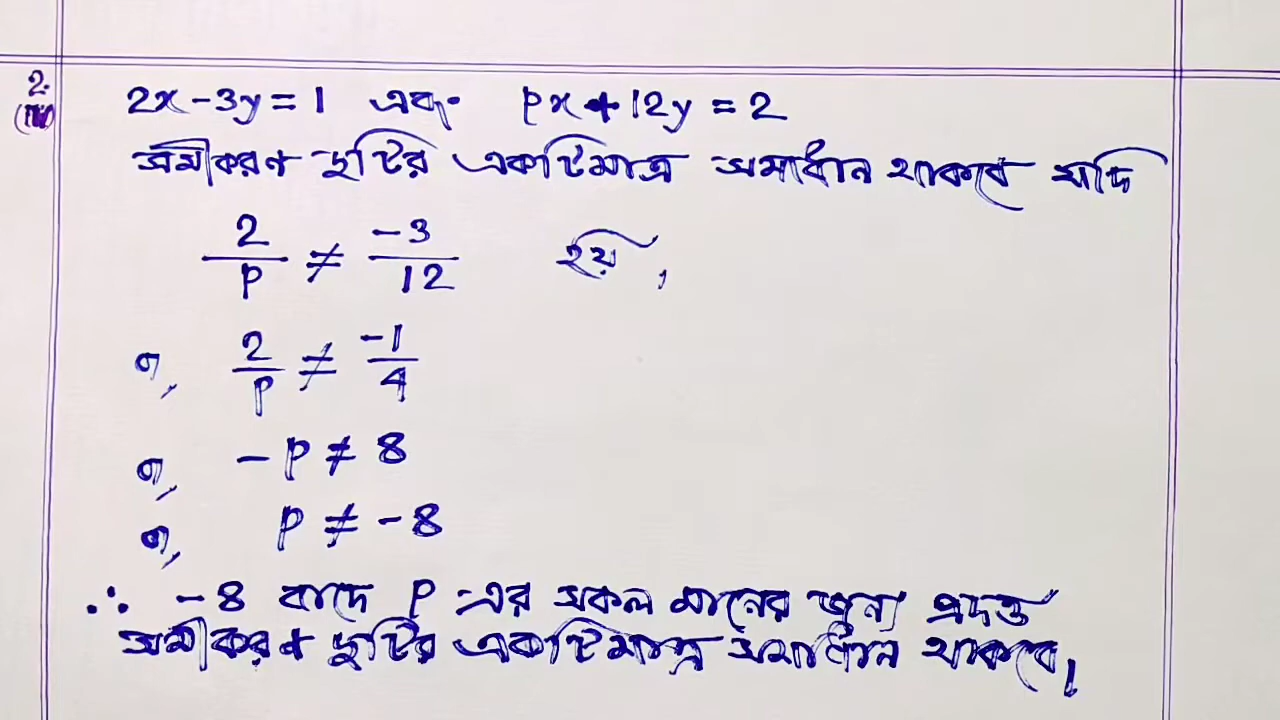 2.
2x - 3y = 1 এবং px + 12y = 2
সমীকরণ দুটির একটিমাত্র সমাধান থাকবে যদি
2/p ≠ -3/12 হয়,
বা, 2/p ≠ -1/4
বা, -p ≠ 8
বা, p ≠ -8
∴ -8 বাদে p -এর সকল মানের জন্য প্রদত্ত
সমীকরণ দুটির একটিমাত্র সমাধান থাকবে।